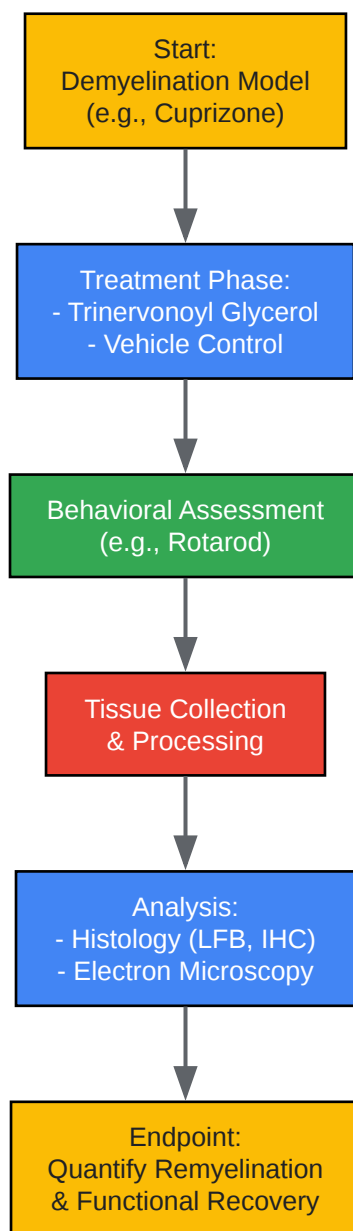 Start:
Demyelination Model
(e.g., Cuprizone)
Treatment Phase:
- Trinervonoyl Glycerol
- Vehicle Control
Behavioral Assessment
(e.g., Rotarod)
Tissue Collection
& Processing
Analysis:
- Histology (LFB, IHC)
- Electron Microscopy
Endpoint:
Quantify Remyelination
& Functional Recovery